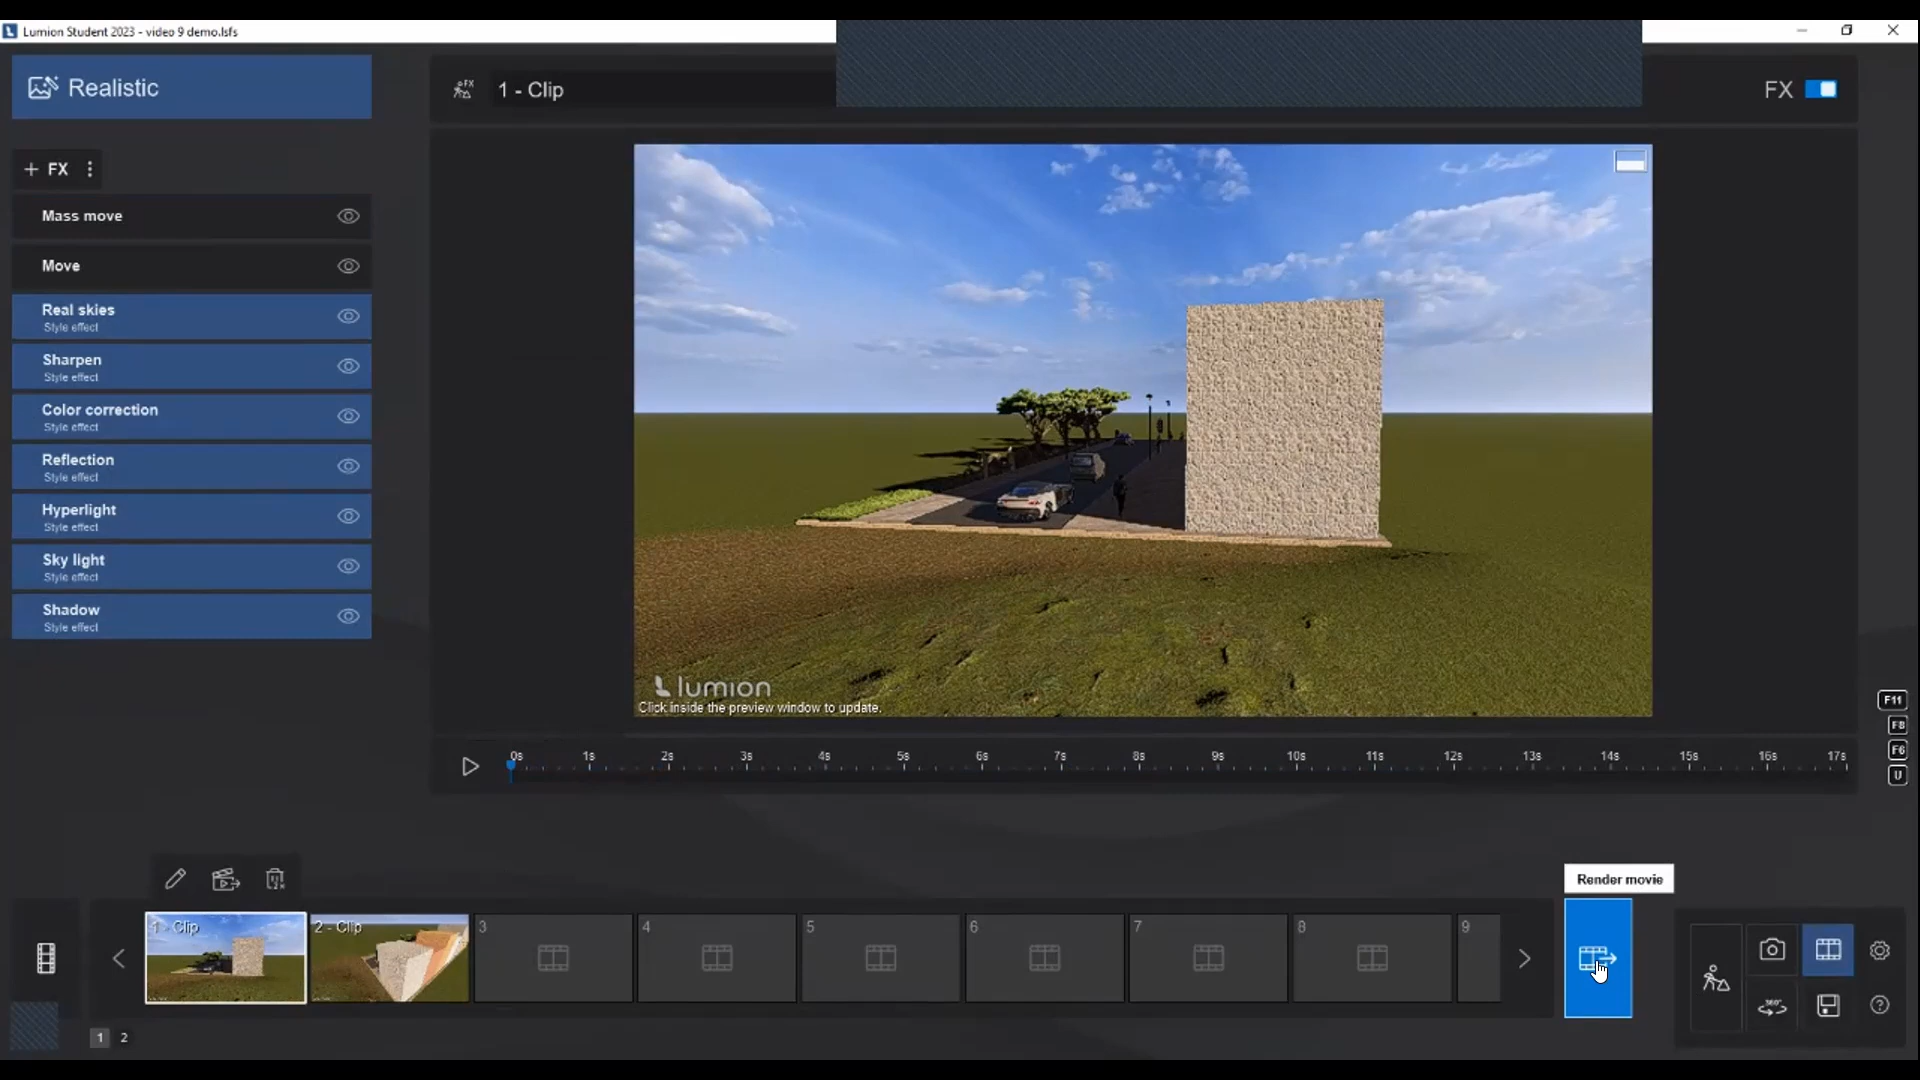 Lumion Student 2023 - video 9 demo.lsfs
Realistic
1 - Clip
FX
+ FX
Mass move
Move
Real skies
Style effect
Sharpen
Style effect
Color correction
Style effect
Reflection
Style effect
Hyperlight
Style effect
Sky light
Style effect
Shadow
Style effect
lumion
Click inside the preview window to update.
F11
F8
F6
U
0s 1s 2s 3s 4s 5s 6s 7s 8s 9s 10s 11s 12s 13s 14s 15s 16s 17s
Render movie
1 - Clip
2 - Clip
3
4
5
6
7
8
9
360°
?
1 2